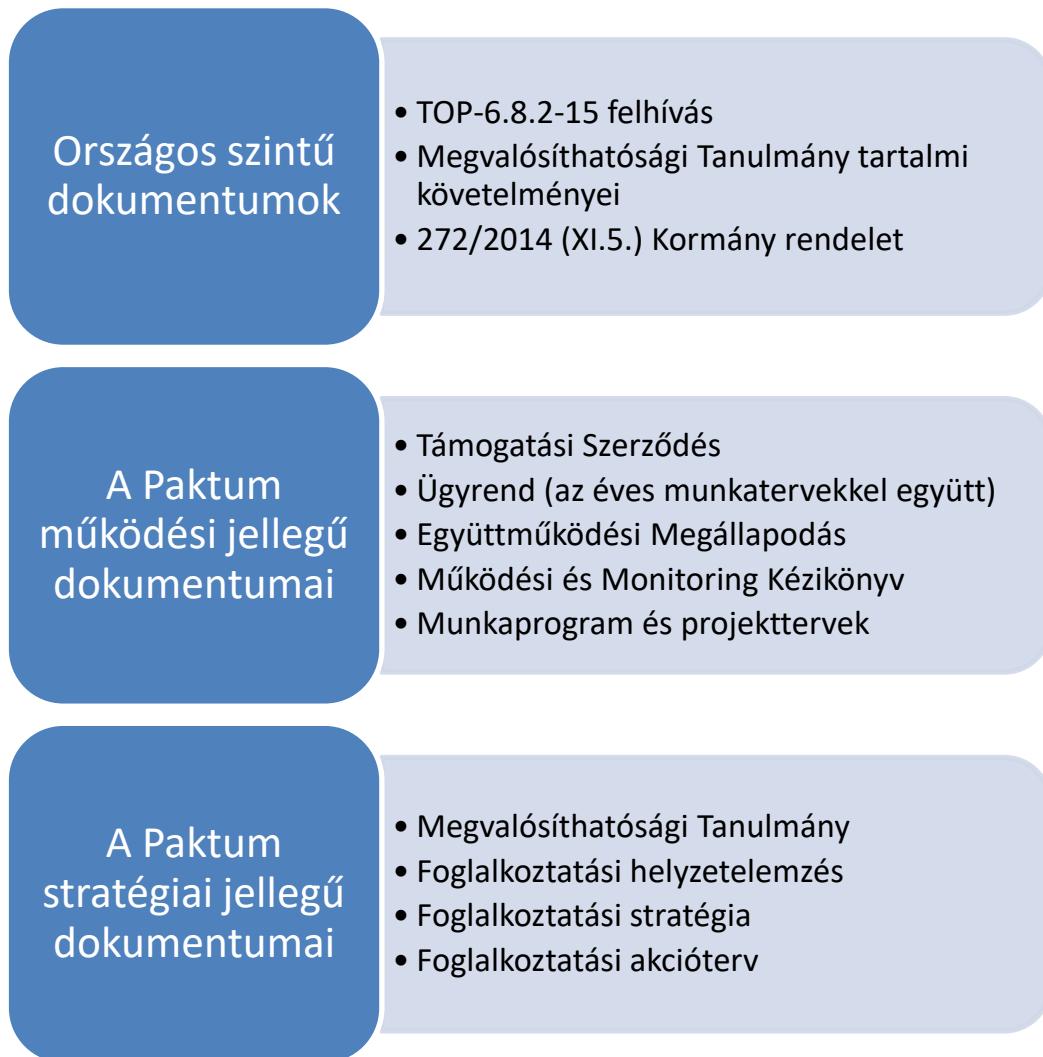 Országos szintű
dokumentumok
• TOP-6.8.2-15 felhívás
• Megvalósíthatósági Tanulmány tartalmi
követelményei
• 272/2014 (XI.5.) Kormány rendelet
A Paktum
működési jellegű
dokumentumai
• Támogatási Szerződés
• Ügyrend (az éves munkatervekkel együtt)
• Együttműködési Megállapodás
• Működési és Monitoring Kézikönyv
• Munkaprogram és projekttervek
A Paktum
stratégiai jellegű
dokumentumai
• Megvalósíthatósági Tanulmány
• Foglalkoztatási helyzetelemzés
• Foglalkoztatási stratégia
• Foglalkoztatási akcióterv